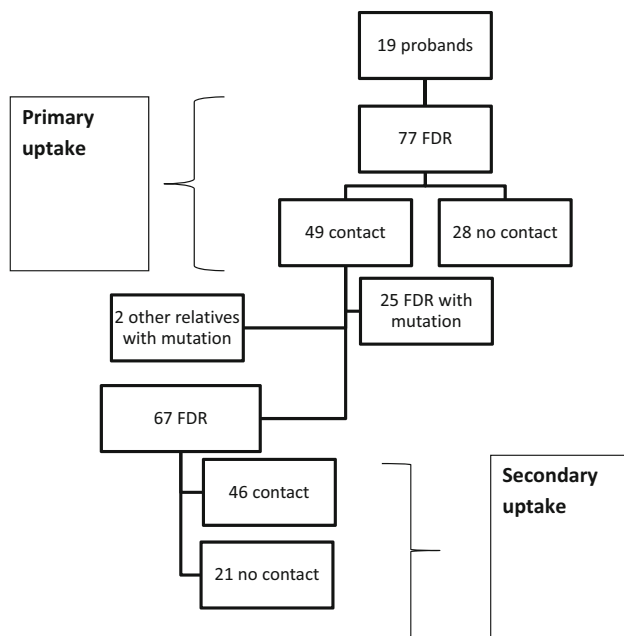 19 probands
Primary
uptake
77 FDR
49 contact
28 no contact
25 FDR with
mutation
2 other relatives
with mutation
67 FDR
46 contact
Secondary
uptake
21 no contact